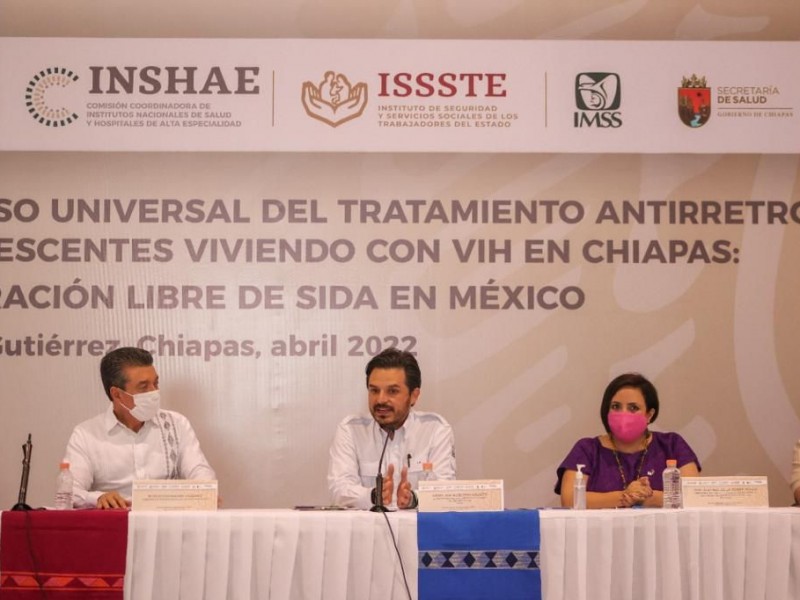 INSHAE
COMISIÓN COORDINADORA DE
INSTITUTOS NACIONALES DE SALUD
Y HOSPITALES DE ALTA ESPECIALIDAD
ISSSTE
INSTITUTO DE SEGURIDAD
Y SERVICIOS SOCIALES DE LOS
TRABAJADORES DEL ESTADO
IMSS
SECRETARÍA
DE SALUD
GOBIERNO DE CHIAPAS
SO UNIVERSAL DEL TRATAMIENTO ANTIRRETRO
ESCENTES VIVIENDO CON VIH EN CHIAPAS:
RACIÓN LIBRE DE SIDA EN MÉXICO
Gutiérrez, Chiapas, abril 2022